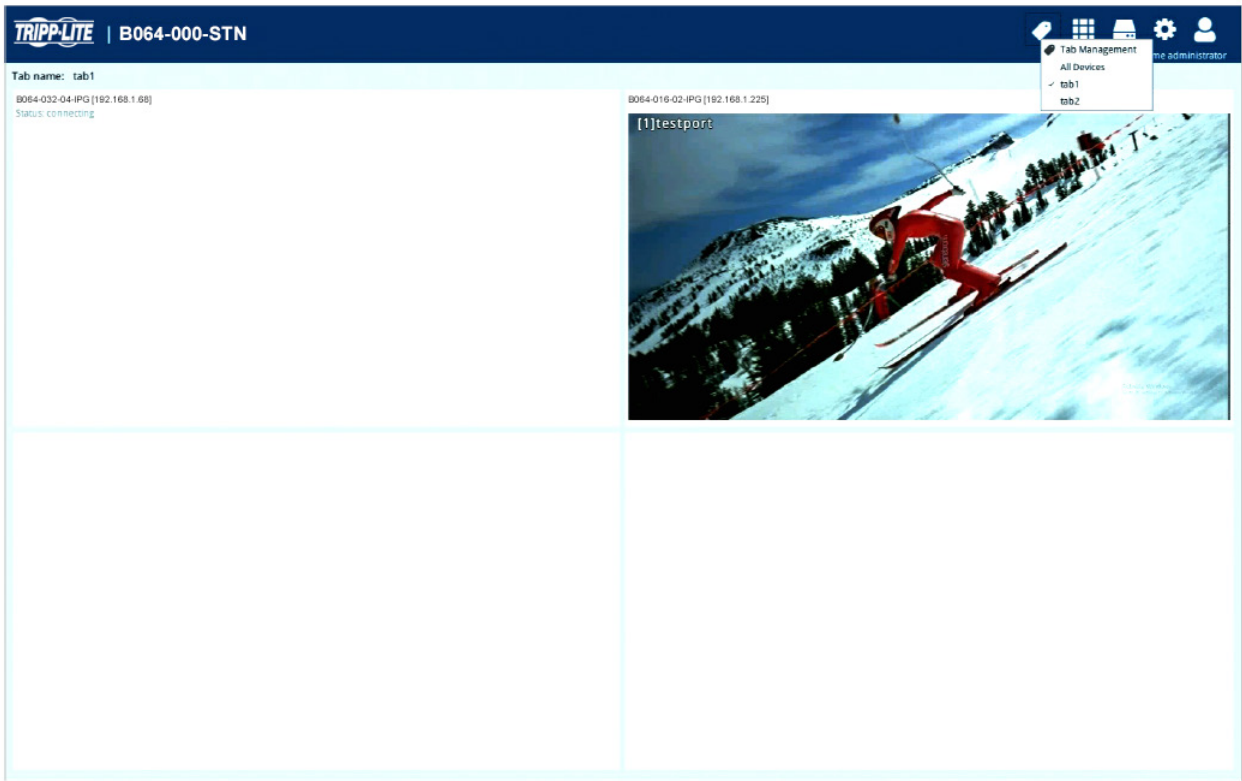 TRIPP-LITE | B064-000-STN
Tab Management
All Devices
tab1
tab2
me administrator
Tab name: tab1
B064-032-04-IPG [192.168.1.68]
Status: connecting
B064-016-02-IPG [192.168.1.225]
[1]testport